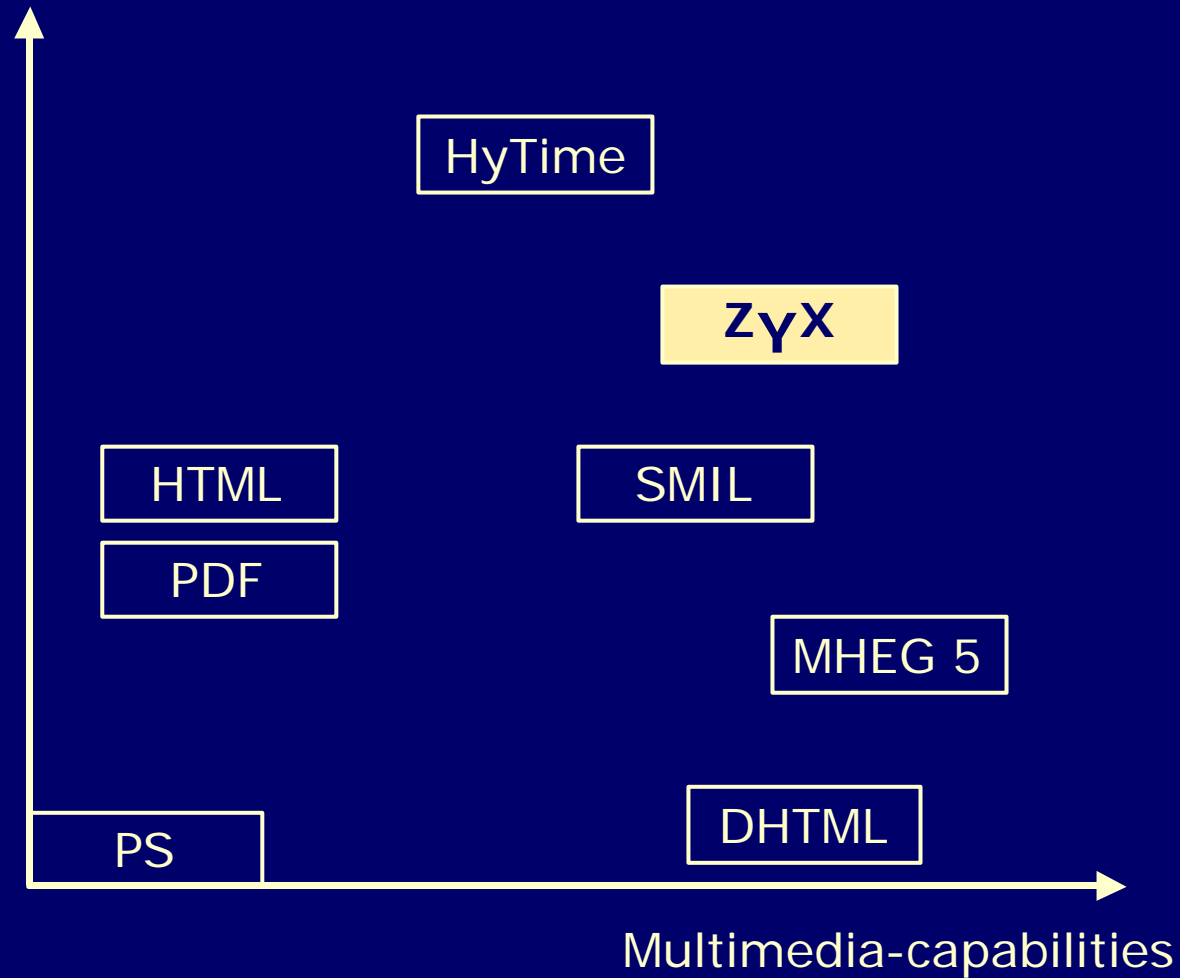 HyTime
ZYX
HTML
SMIL
PDF
MHEG 5
DHTML
PS
Multimedia-capabilities